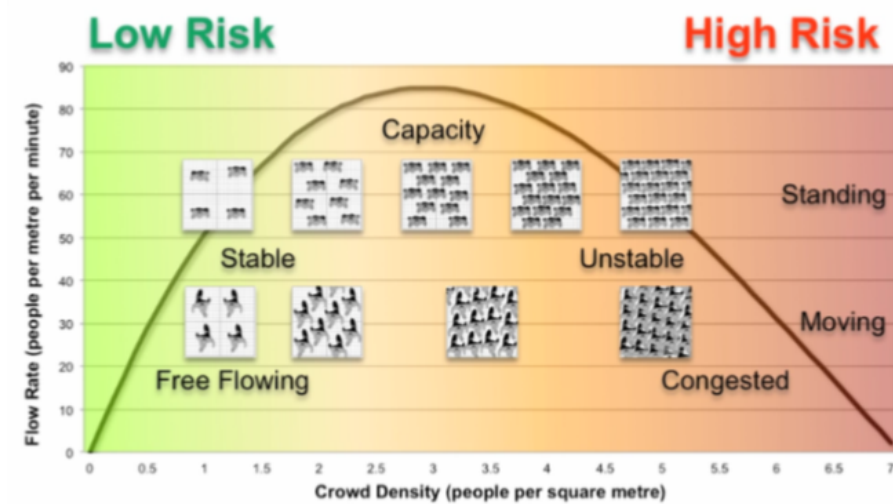 Low Risk
High Risk
Flow Rate (people per metre per minute)
90
80
70
60
50
40
30
20
10
0
Capacity
Standing
Stable
Unstable
Moving
Free Flowing
Congested
0 0.5 1 1.5 2 2.5 3 3.5 4 4.5 5 5.5 6 6.5 7
Crowd Density (people per square metre)